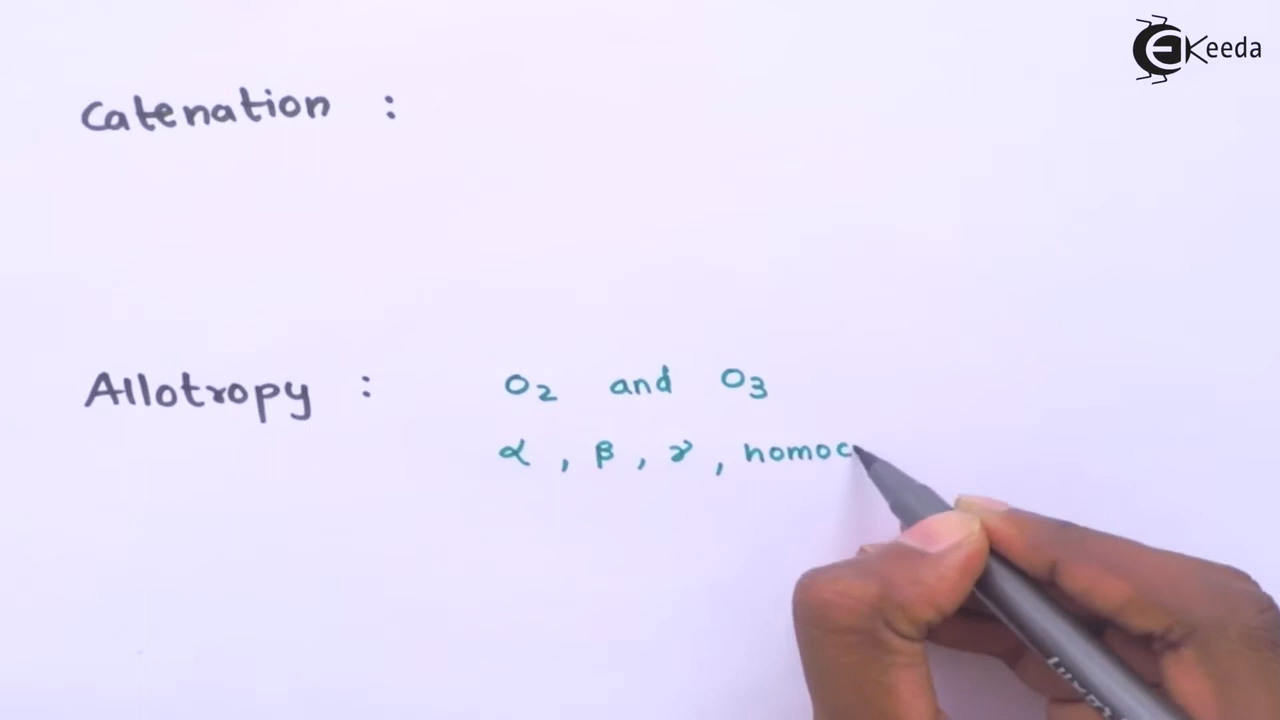 Keeda
Catenation :
Allotropy : O2 and O3
α , β , γ , homoc